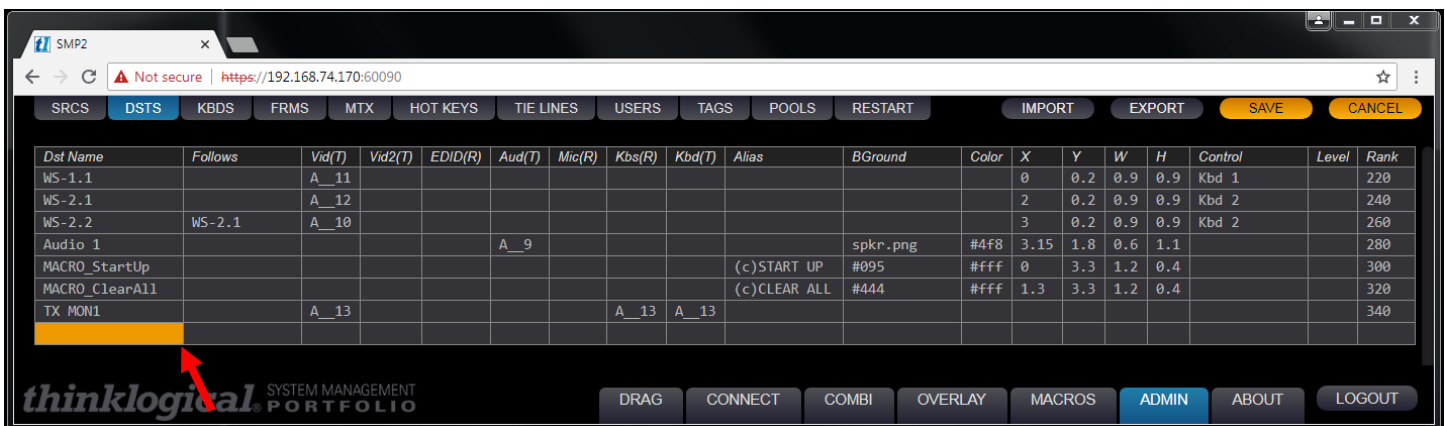 SMP2
Not secure https://192.168.74.170:60090
SRCS DSTS KBDS FRMS MTX HOT KEYS TIE LINES USERS TAGS POOLS RESTART IMPORT EXPORT SAVE CANCEL
Dst Name Follows Vid(T) Vid2(T) EDID(R) Aud(T) Mic(R) Kbs(R) Kbd(T) Alias BGround Color X Y W H Control Level Rank
WS-1.1 A__11 0 0.2 0.9 0.9 Kbd 1 220
WS-2.1 A__12 2 0.2 0.9 0.9 Kbd 2 240
WS-2.2 WS-2.1 A__10 3 0.2 0.9 0.9 Kbd 2 260
Audio 1 A__9 spkr.png #4f8 3.15 1.8 0.6 1.1 280
MACRO_StartUp (c)START UP #095 #fff 0 3.3 1.2 0.4 300
MACRO_ClearAll (c)CLEAR ALL #444 #fff 1.3 3.3 1.2 0.4 320
TX MON1 A__13 A__13 A__13 340
thinklogical® SYSTEM MANAGEMENT
PORTFOLIO
DRAG CONNECT COMBI OVERLAY MACROS ADMIN ABOUT LOGOUT